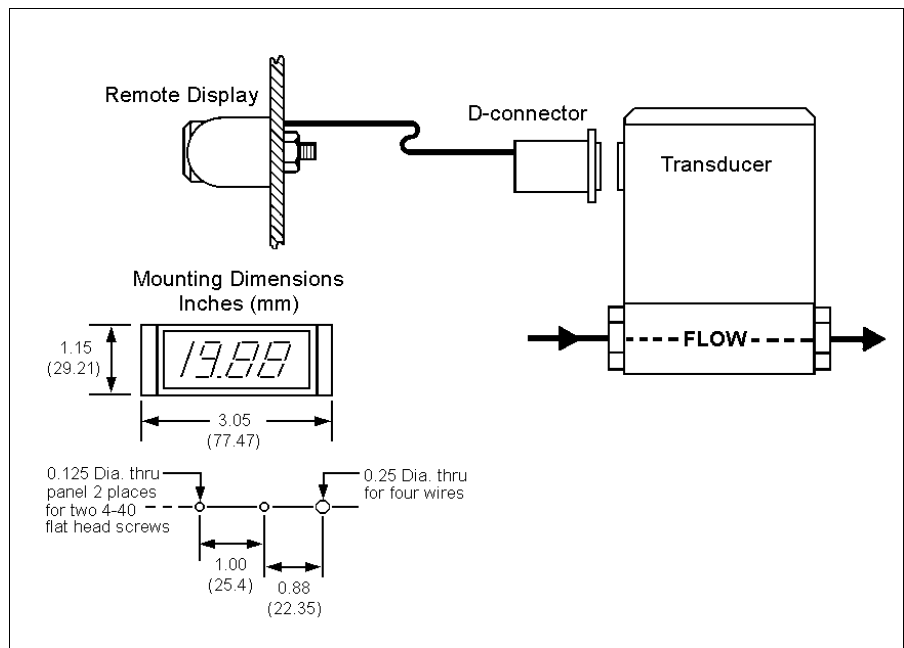 Remote Display
D-connector
Transducer
Mounting Dimensions
Inches (mm)
1.15
(29.21)
19.88
FLOW
3.05
(77.47)
0.125 Dia. thru
panel 2 places
for two 4-40
flat head screws
0.25 Dia. thru
for four wires
1.00
(25.4)
0.88
(22.35)